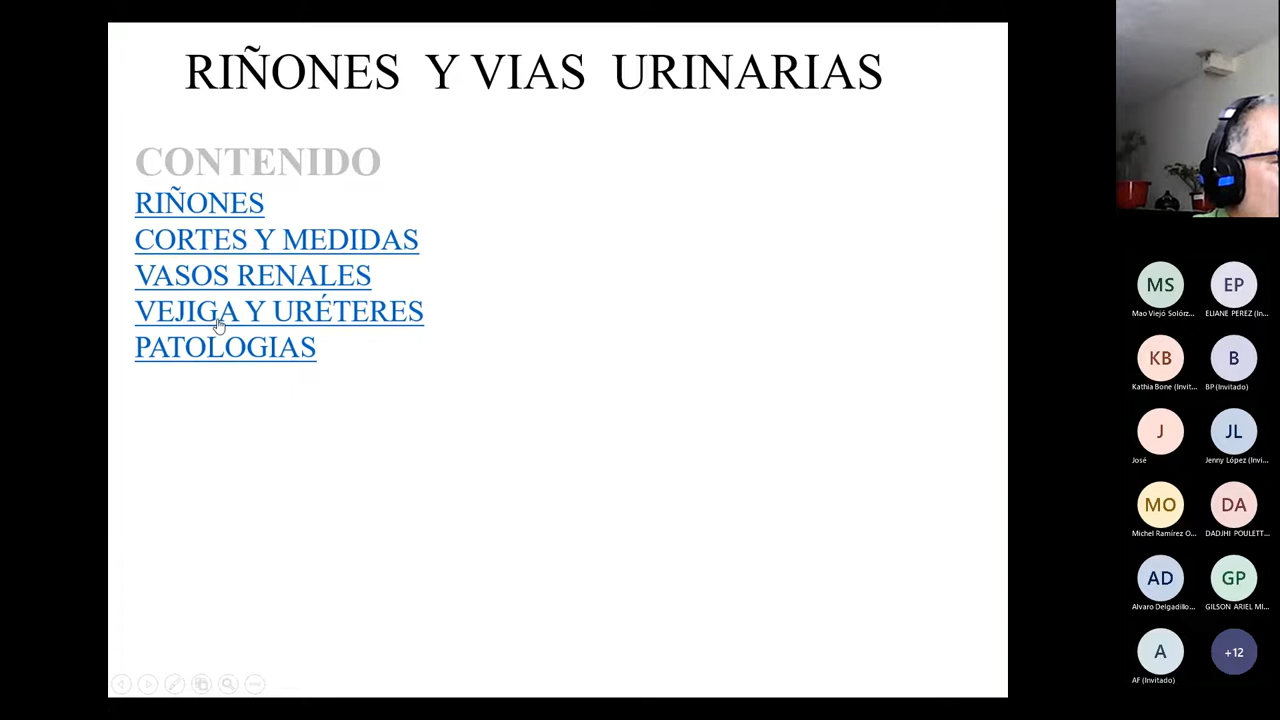 RIÑONES Y VIAS URINARIAS
CONTENIDO
RIÑONES
CORTES Y MEDIDAS
VASOS RENALES
VEJIGA Y URÉTERES
PATOLOGIAS
MS
EP
Mao Viejó Solórz...
ELIANE PEREZ (In...
KB
B
Kathia Bone (Invit...
BP (Invitado)
J
JL
José
Jenny López (Invi...
MO
DA
Michel Ramírez O...
DADJHI POULETT...
AD
GP
Alvaro Delgadillo...
GILSON ARIEL MI...
A
+12
AF (Invitado)